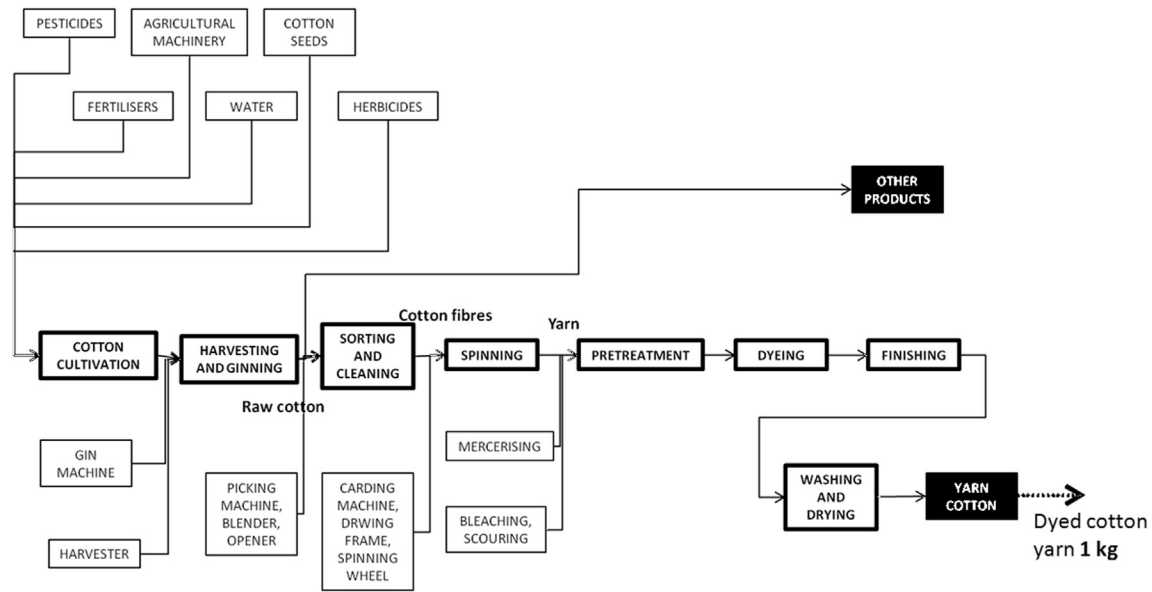 PESTICIDES
AGRICULTURAL
MACHINERY
COTTON
SEEDS
FERTILISERS
WATER
HERBICIDES
OTHER
PRODUCTS
Cotton fibres
Yarn
COTTON
CULTIVATION
HARVESTING
AND GINNING
SORTING
AND
CLEANING
SPINNING
PRETREATMENT
DYEING
FINISHING
Raw cotton
GIN
MACHINE
MERCERISING
PICKING
MACHINE,
BLENDER,
OPENER
CARDING
MACHINE,
DRWING
FRAME,
SPINNING
WHEEL
BLEACHING,
SCOURING
WASHING
AND
DRYING
YARN
COTTON
Dyed cotton
yarn 1 kg
HARVESTER